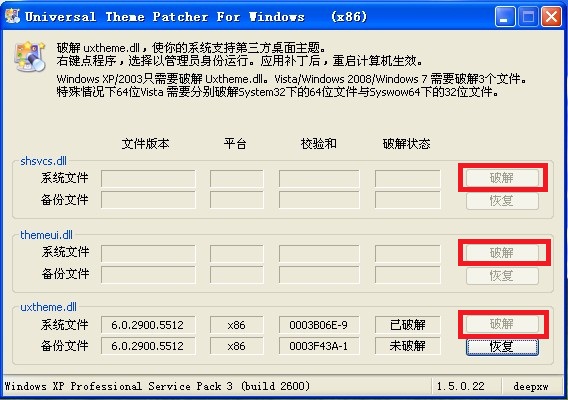 Universal Theme Patcher For Windows (x86)
破解 uxtheme.dl,使你的系统支持第三方桌面主题。
右键点程序,选择以管理员身份运行。应用补丁后,重启计算机生效。
Windows XP/2003只需要破解 Uxtheme.dll。Vista/Windows 2008/Windows 7 需要破解3个文件。
特殊情况下64位Vista 需要分别破解System32下的64位文件与Syswow64下的32位文件。
文件版本 平台 校验和 破解状态
shsvcs.dll
系统文件 破解
备份文件 恢复
themeui.dll
系统文件 破解
备份文件 恢复
uxtheme.dll
系统文件 6.0.2900.5512 x86 0003B06E-9 已破解 破解
备份文件 6.0.2900.5512 x86 0003F43A-1 未破解 恢复
Windows XP Professional Service Pack 3 (build 2600) 1.5.0.22 deepxw